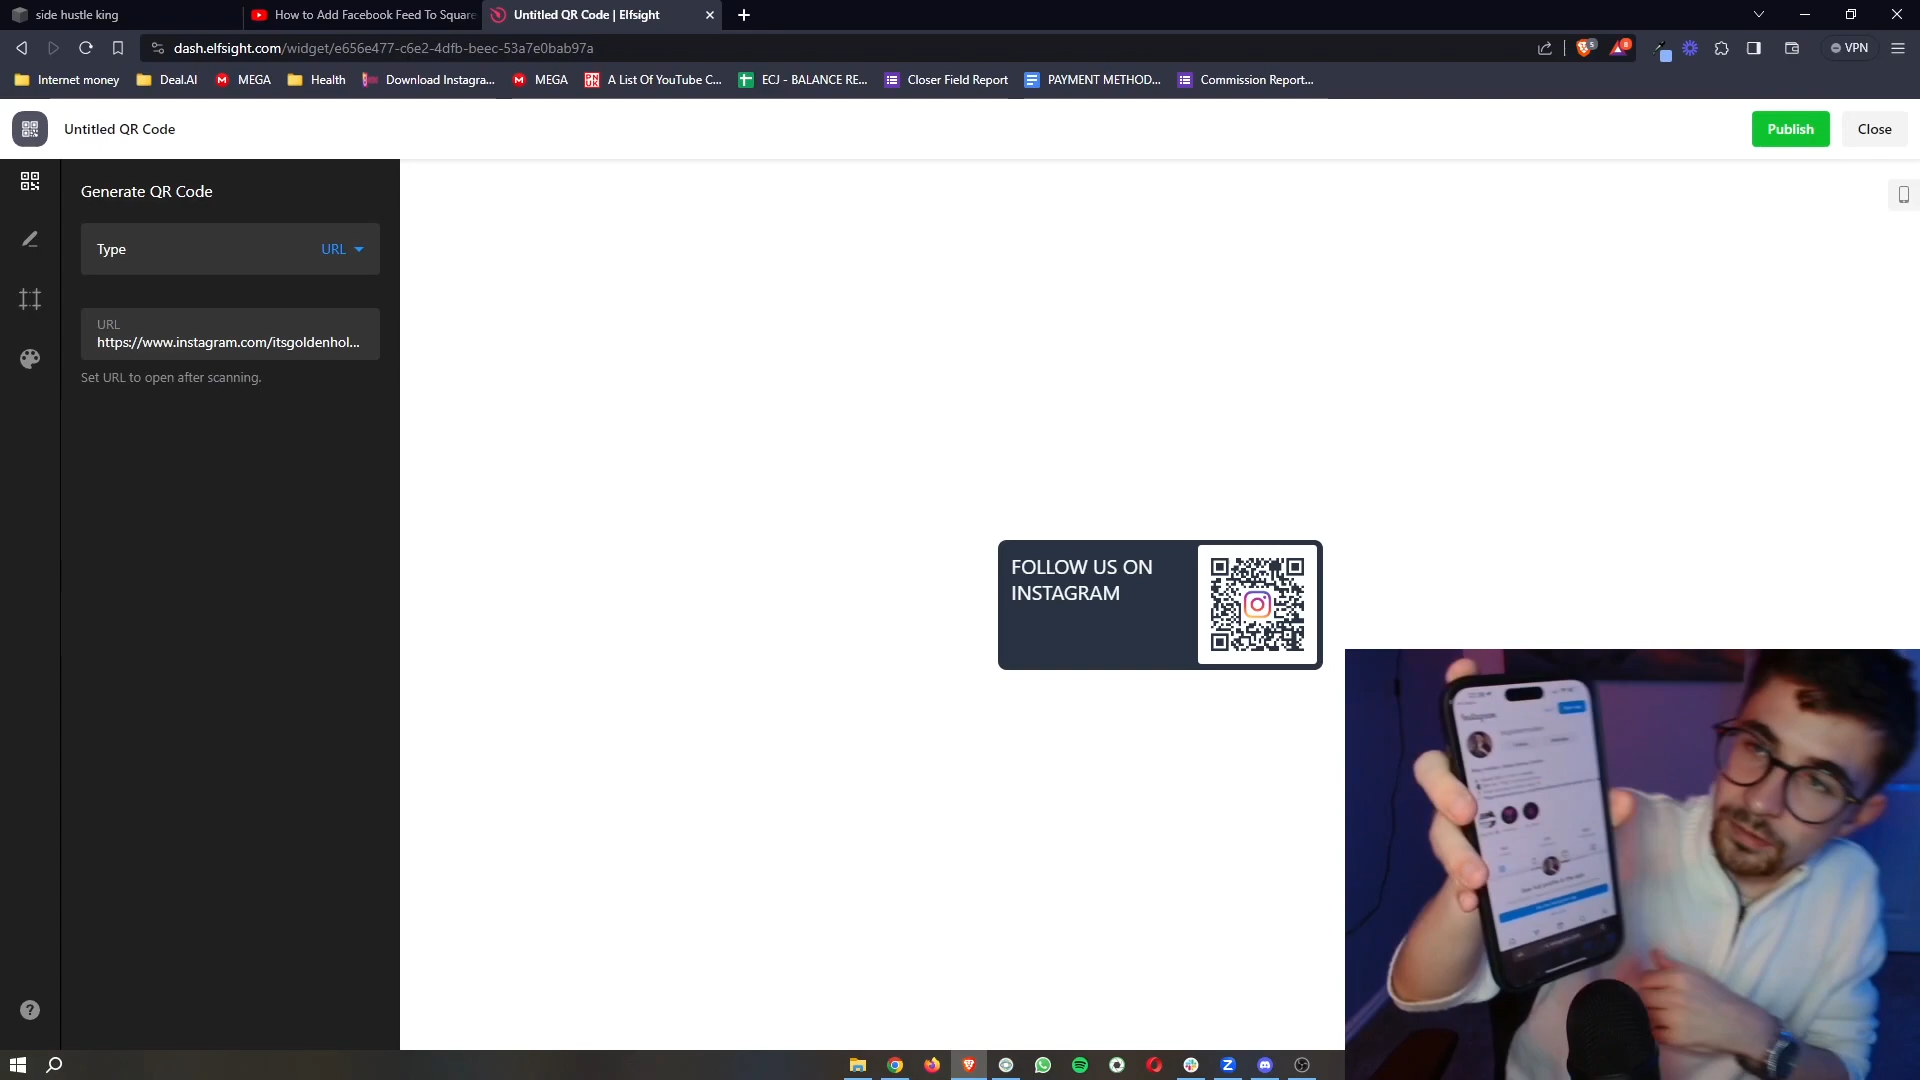 side hustle king
How to Add Facebook Feed To Square
Untitled QR Code | Elfsight
dash.elfsight.com/widget/e656e477-c6e2-4dfb-beec-53a7e0bab97a
VPN
Internet money
Deal.AI
MEGA
Health
Download Instagra...
MEGA
A List Of YouTube C...
ECJ - BALANCE RE...
Closer Field Report
PAYMENT METHOD...
Commission Report...
Untitled QR Code
Publish
Close
Generate QR Code
Type
URL
URL
https://www.instagram.com/itsgoldenhol...
Set URL to open after scanning.
FOLLOW US ON
INSTAGRAM